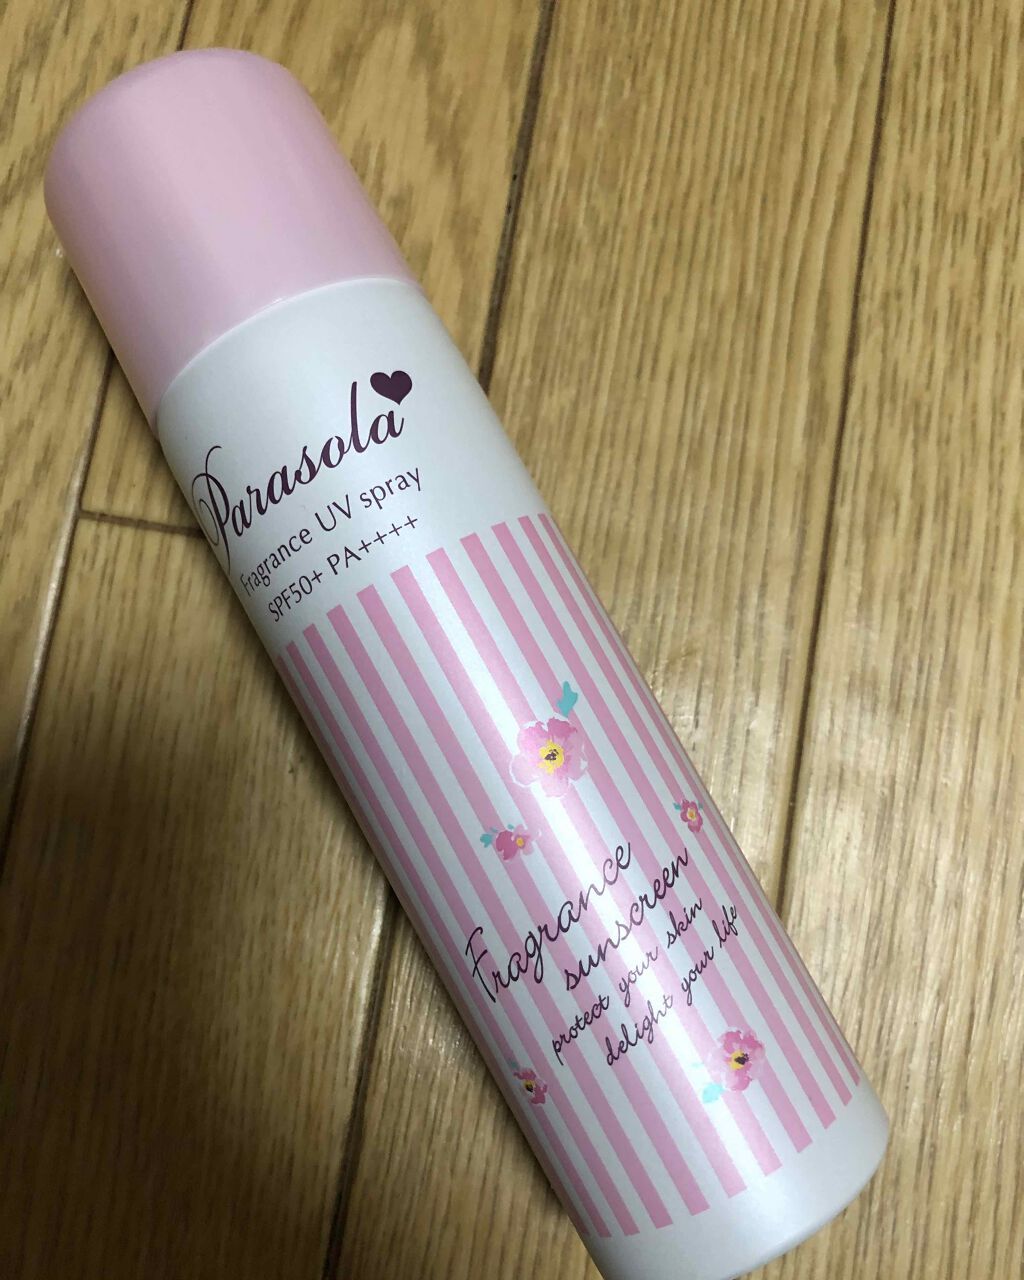 Parasola
Fragrance UV spray
SPF50+ PA++++
Fragrance
sunscreen
protect your skin
delight your life